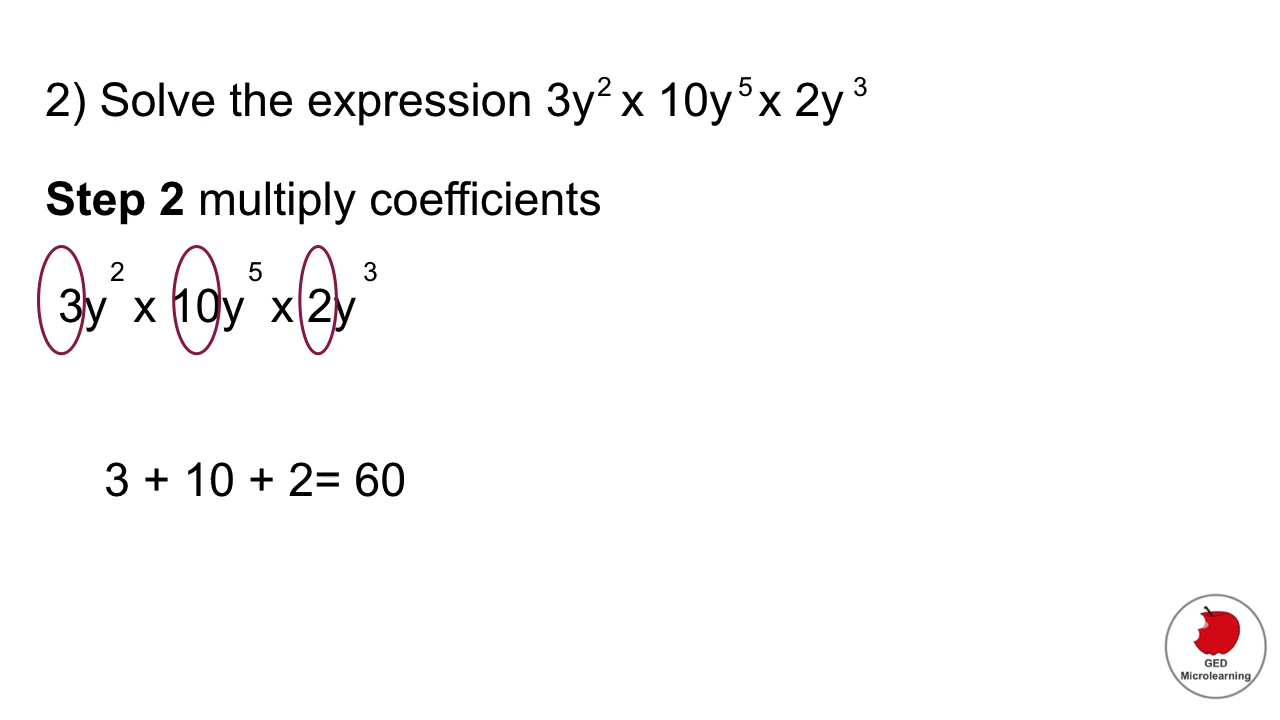 2) Solve the expression 3y² x 10y⁵ x 2y³
Step 2 multiply coefficients
3y² x 10y⁵ x 2y³
3 + 10 + 2= 60
GED
Microlearning